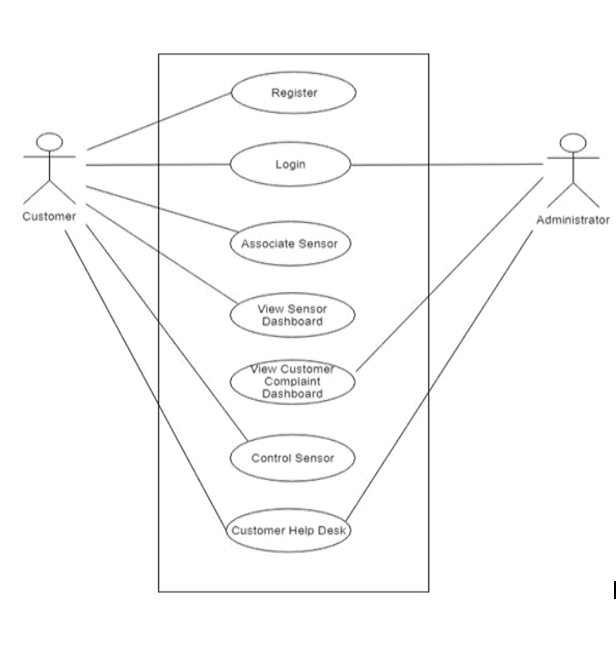 Register
Login
Customer
Administrator
Associate Sensor
View Sensor
Dashboard
View Customer
Complaint
Dashboard
Control Sensor
Customer Help Desk